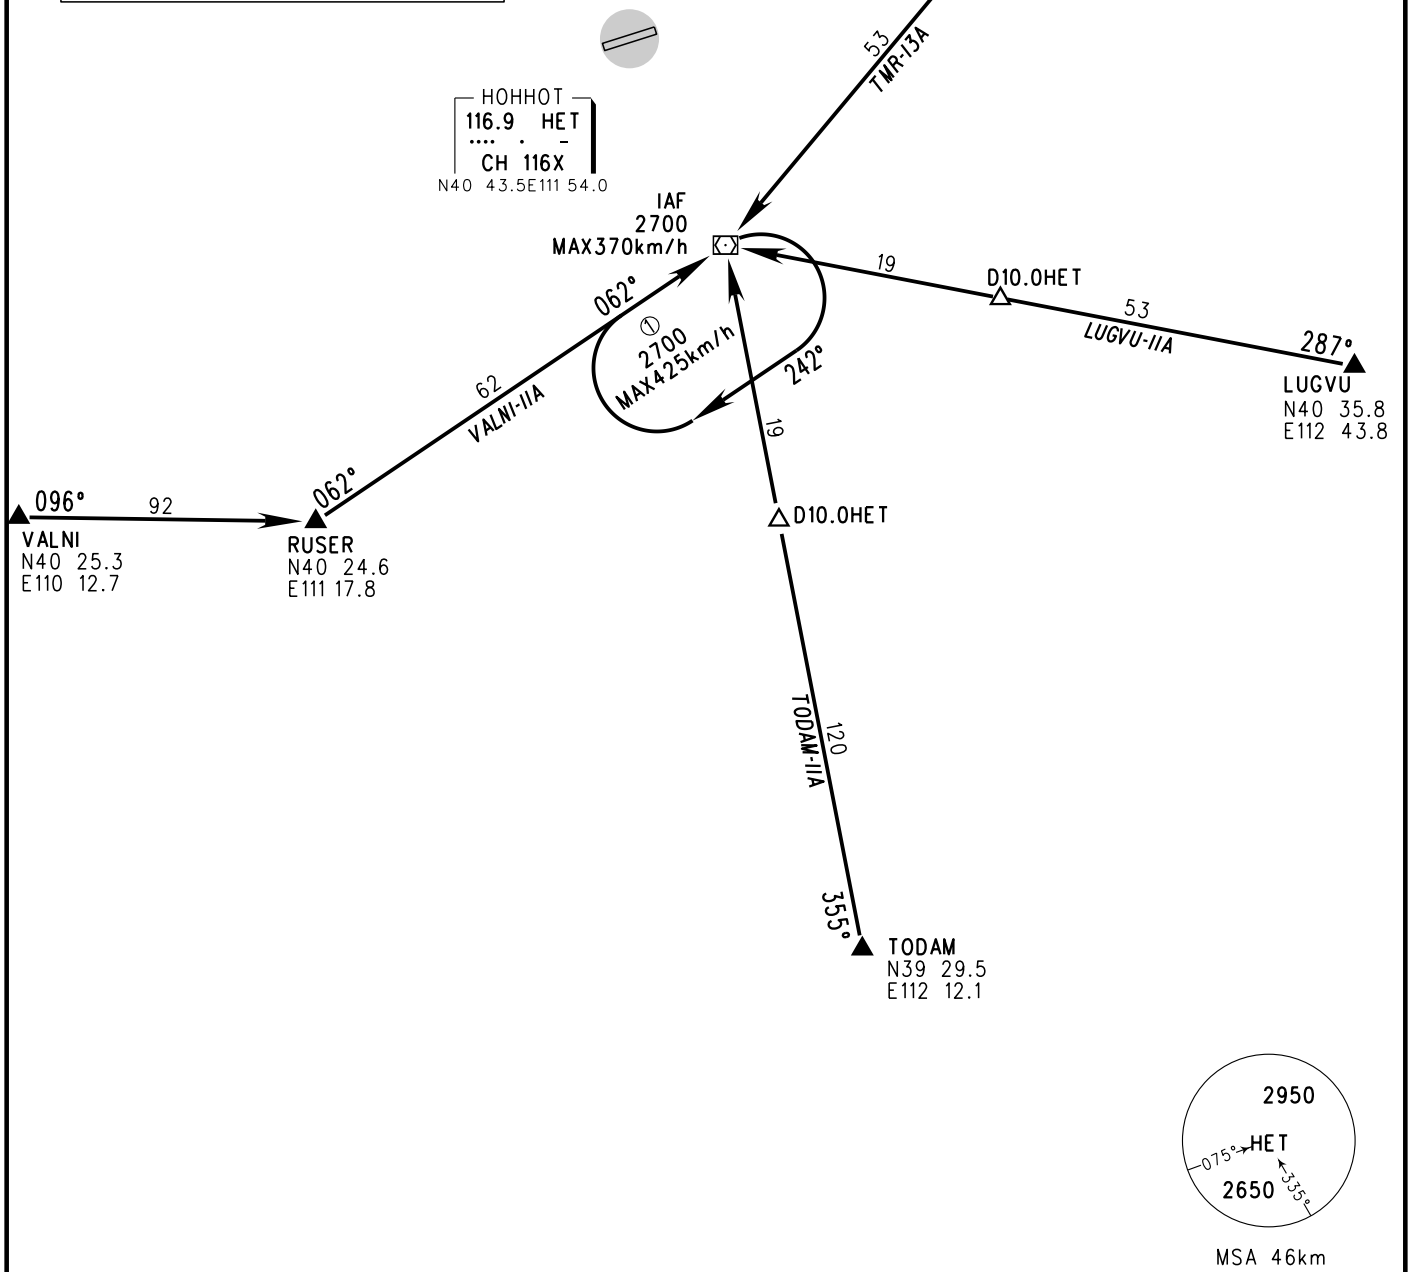 53
TMR-13A
HOHHOT
116.9 HET
.... . –
CH 116X
N40 43.5E111 54.0
IAF
2700
MAX370km/h
19
D10.0HET
53
LUGVU-11A
287°
LUGVU
N40 35.8
E112 43.8
062°
①
2700
MAX425km/h
242°
62
VALNI-11A
19
062°
096°
92
VALNI
N40 25.3
E110 12.7
RUSER
N40 24.6
E111 17.8
D10.0HET
120
TODAM-11A
355°
TODAM
N39 29.5
E112 12.1
2950
HET
075°
2650
335°
MSA 46km